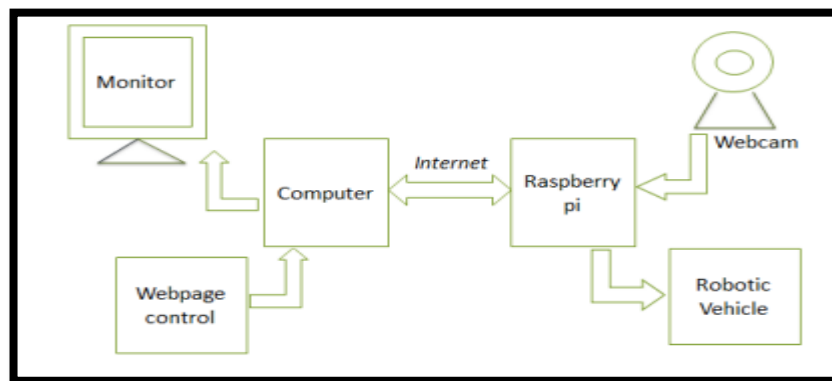 Monitor
Webcam
Internet
Computer
Raspberry
pi
Webpage
control
Robotic
Vehicle